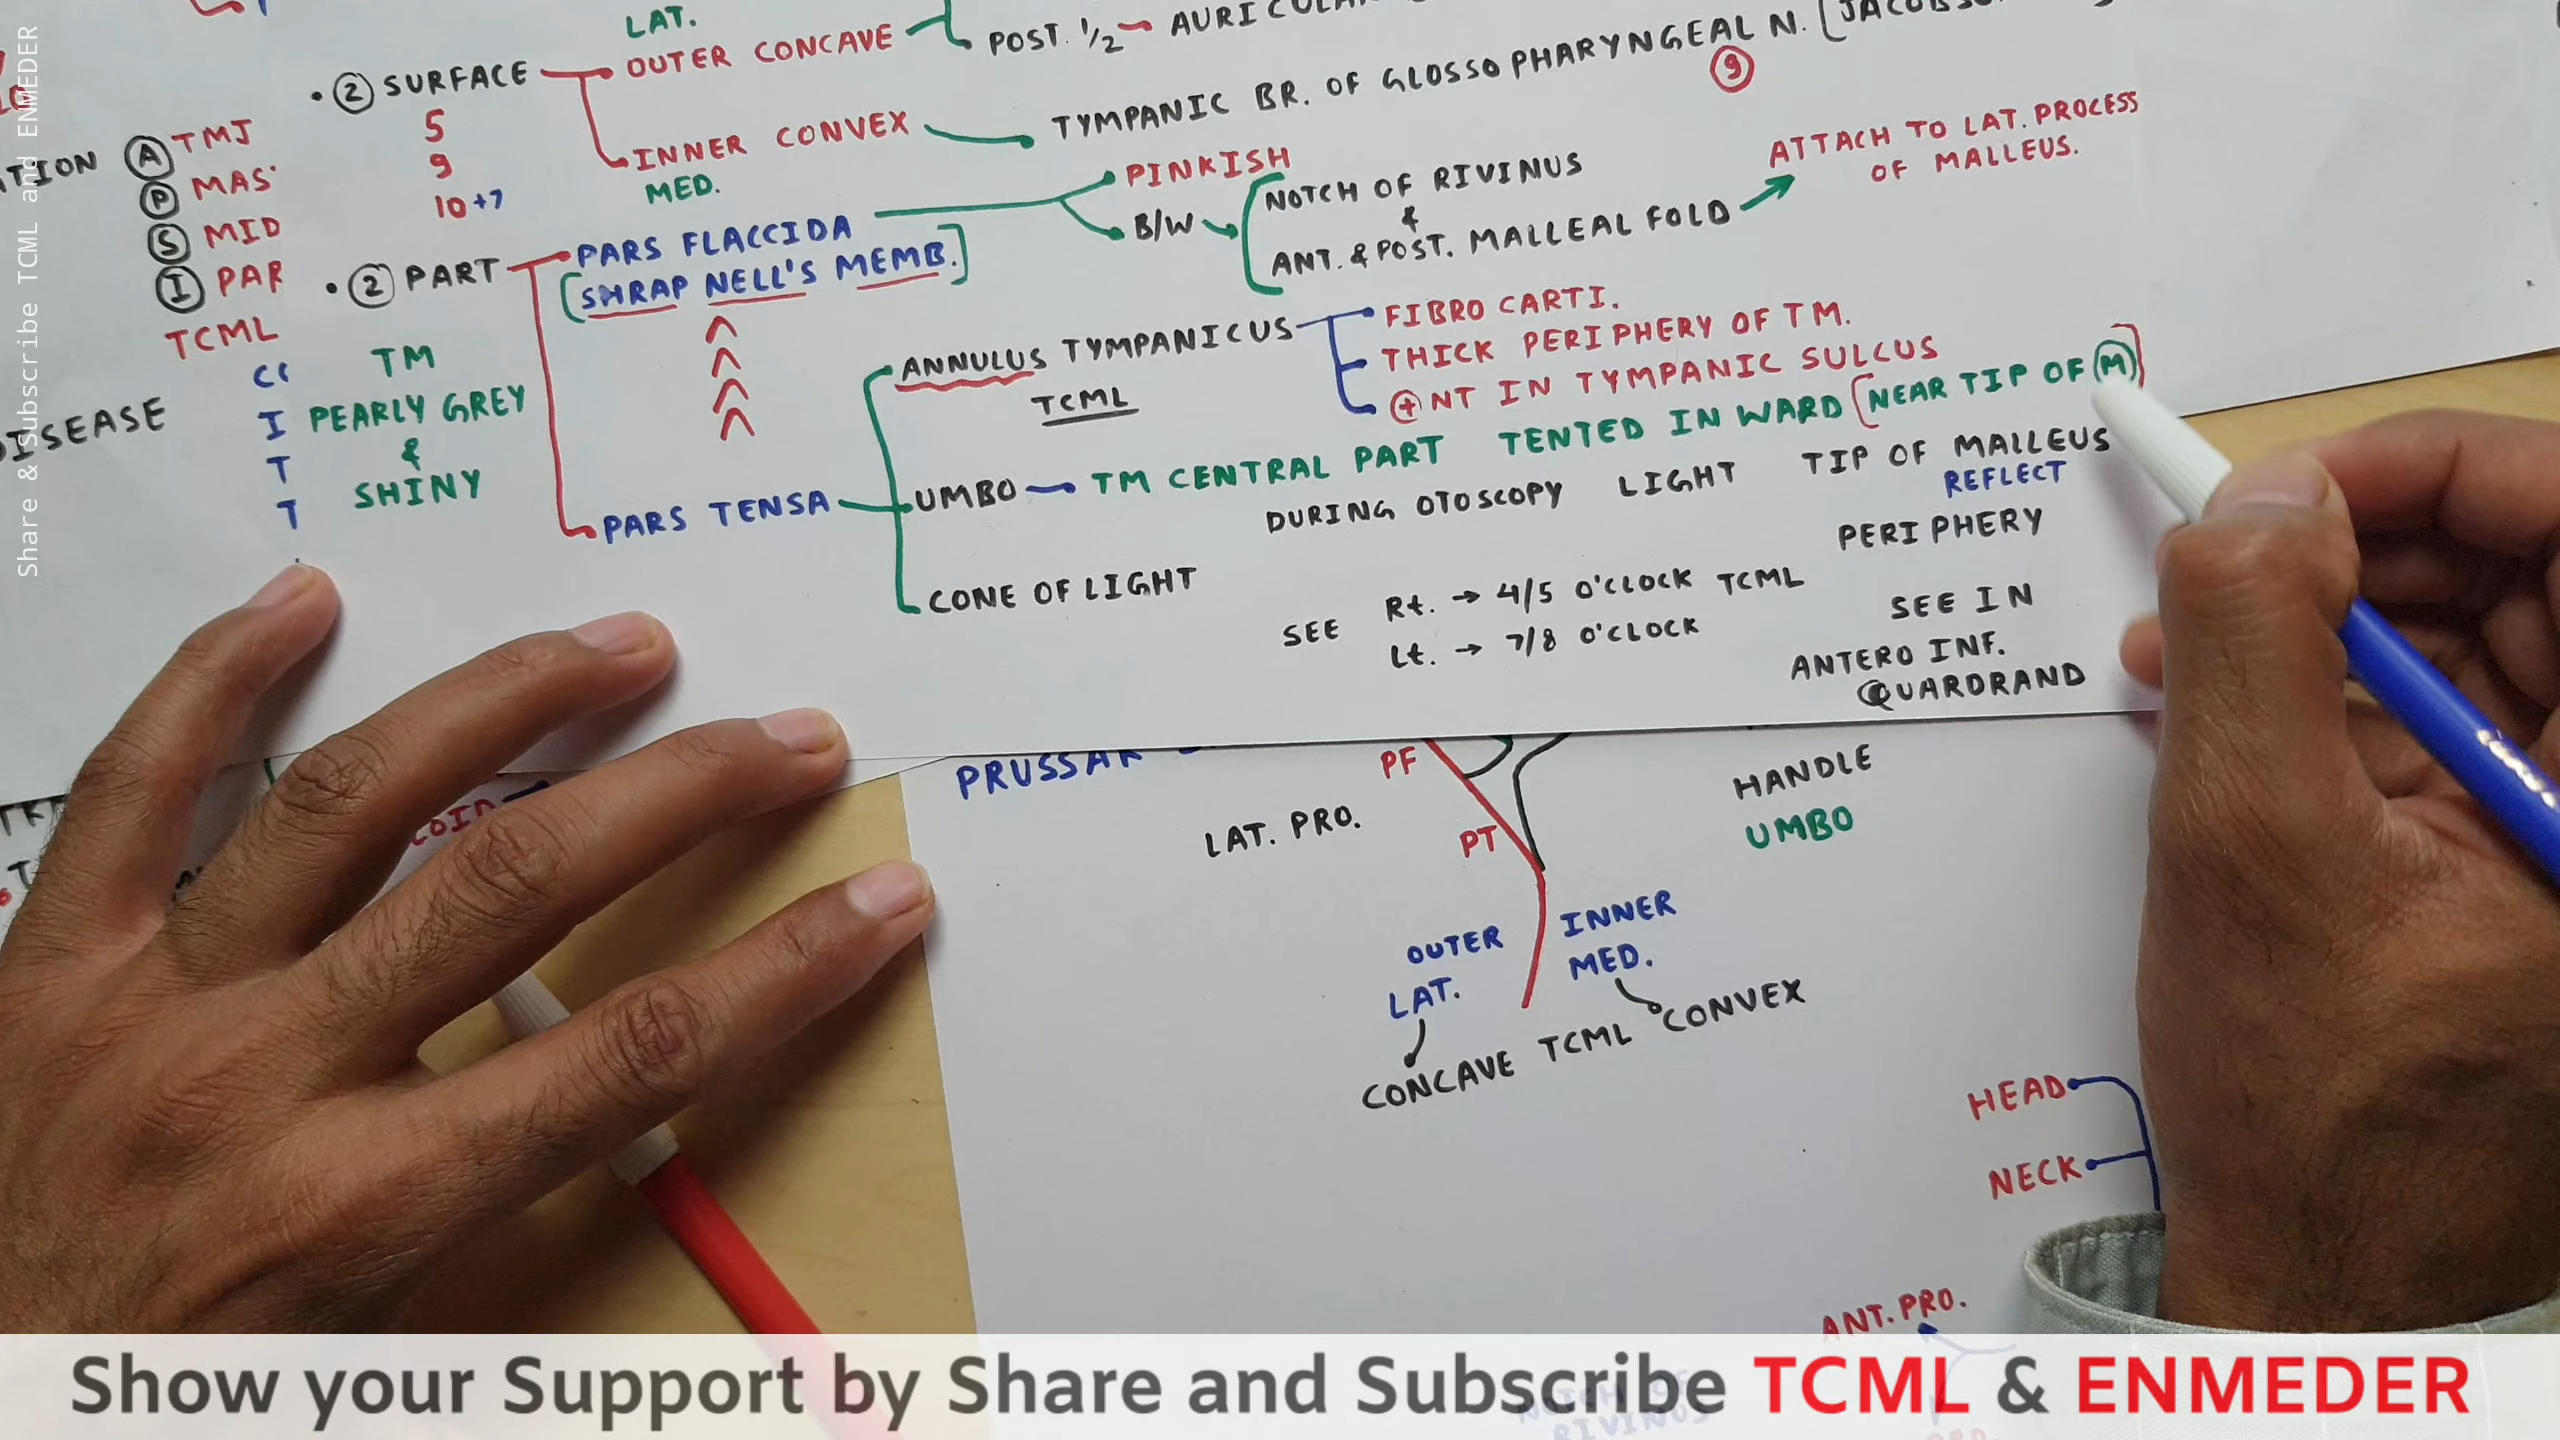 LAT.
• ② SURFACE OUTER CONCAVE POST. 1/2 →
INNER CONVEX TYMPANIC BR. OF GLOSSOPHARYNGEAL N.
MED.
5
9
10+7
9
Ⓐ TMJ
Ⓟ MAS
Ⓢ MID
Ⓘ PAR
TCML
DISEASE
I
T
T
• ② PART PARS FLACCIDA
[SHRAP NELL'S MEMB.]
PINKISH
B/W NOTCH OF RIVINUS
&
ANT. & POST. MALLEAL FOLD
ATTACH TO LAT. PROCESS
OF MALLEUS.
TM
PEARLY GREY
&
SHINY
PARS TENSA
ANNULUS TYMPANICUS
TCML
FIBRO CARTI.
THICK PERIPHERY OF TM.
⊕NT IN TYMPANIC SULCUS
UMBO → TM CENTRAL PART TENTED IN WARD [NEAR TIP OF Ⓜ]
DURING OTOSCOPY LIGHT TIP OF MALLEUS
REFLECT
PERIPHERY
CONE OF LIGHT
SEE Rt. → 4/5 O'CLOCK TCML
Lt. → 7/8 O'CLOCK
SEE IN
ANTERO INF.
QUARDRAND
PRUSSAK
PF
LAT. PRO.
PT
HANDLE
UMBO
OUTER
LAT.
INNER
MED.
CONCAVE TCML CONVEX
HEAD
NECK
ANT. PRO.
NOTCH OF
RIVINUS
Share & Subscribe TCML and ENMEDER
Show your Support by Share and Subscribe TCML & ENMEDER